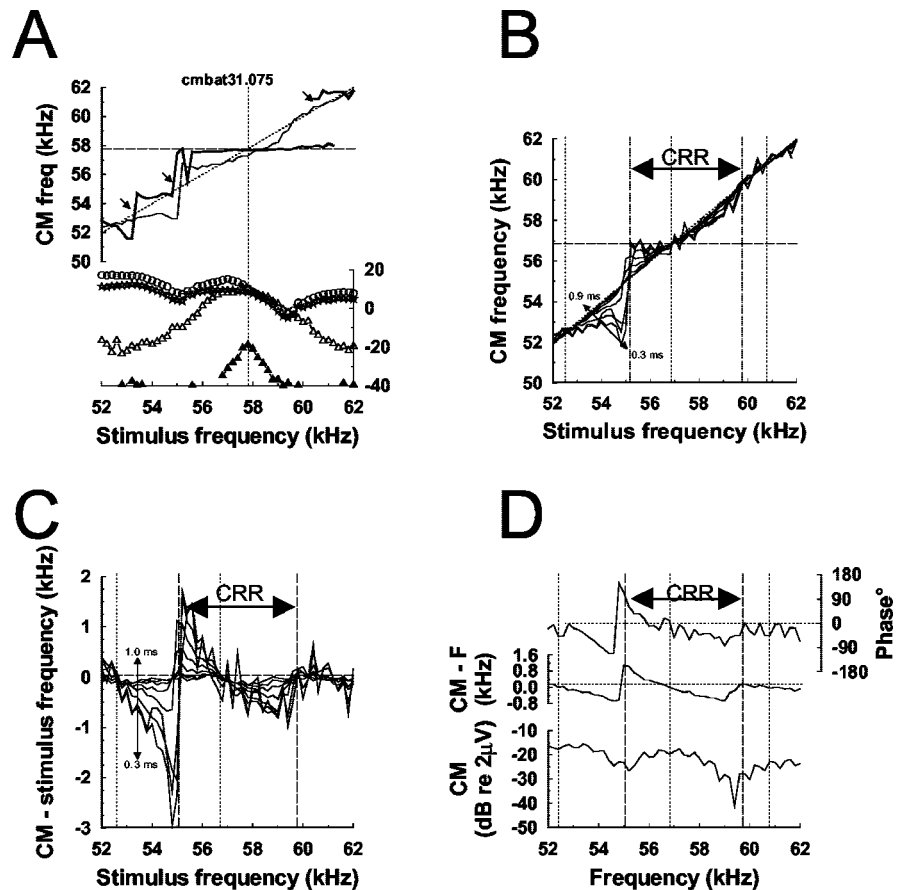 A
cmbat31.075
CM freq (kHz)
62
60
58
56
54
52
50
20
0
-20
-40
52 54 56 58 60 62
Stimulus frequency (kHz)
B
CRR
CM frequency (kHz)
62
60
58
56
54
52
50
0.9 ms
0.3 ms
52 54 56 58 60 62
Stimulus frequency (kHz)
C
CRR
CM - stimulus frequency (kHz)
2
1
0
-1
-2
-3
1.0 ms
0.3 ms
52 54 56 58 60 62
Stimulus frequency (kHz)
D
CRR
180
90
0
-90
-180
Phase°
CM - F
(kHz)
1.6
0.8
0.0
-0.8
CM
(dB re 2μV)
-10
-20
-30
-40
-50
52 54 56 58 60 62
Frequency (kHz)